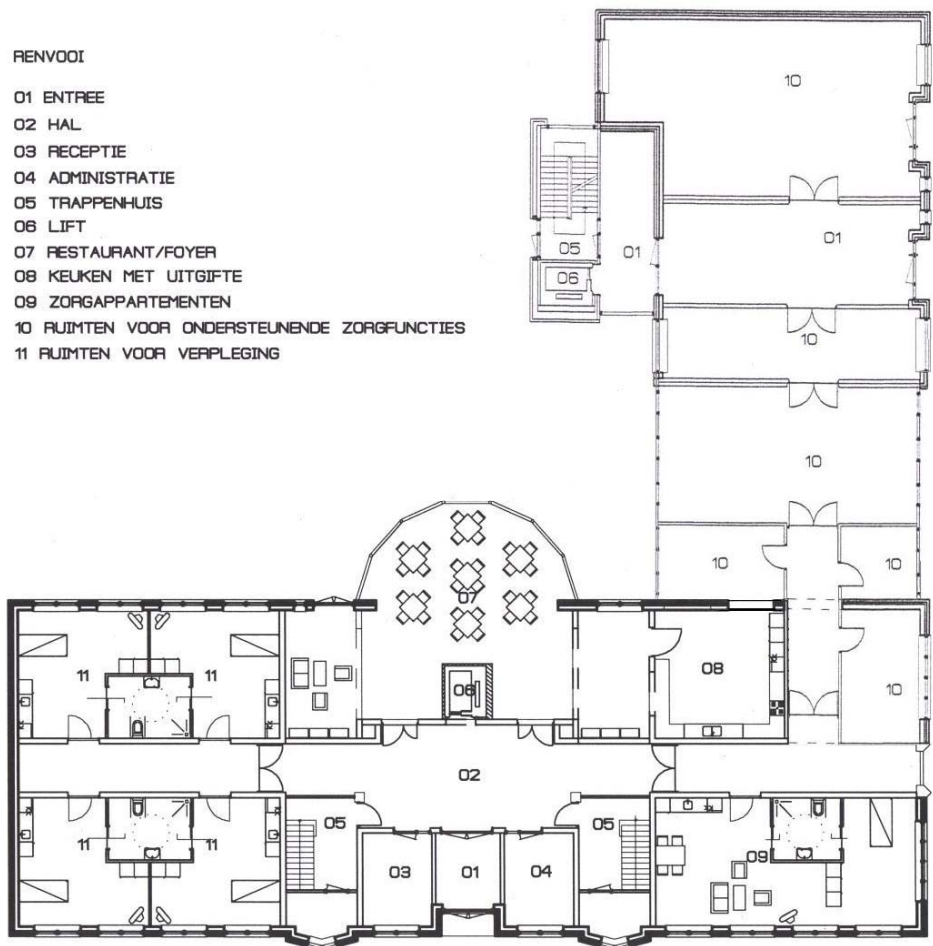 RENVOOI
01 ENTREE
02 HAL
03 RECEPTIE
04 ADMINISTRATIE
05 TRAPPENHUIS
06 LIFT
07 RESTAURANT/FOYER
08 KEUKEN MET UITGIFTE
09 ZORGAPPARTEMENTEN
10 RUIMTEN VOOR ONDERSTEUNENDE ZORGFUNCTIES
11 RUIMTEN VOOR VERPLEGING
10
01
05
01
06
10
10
10
10
07
11
11
06
08
10
02
05
05
11
11
03
01
04
09